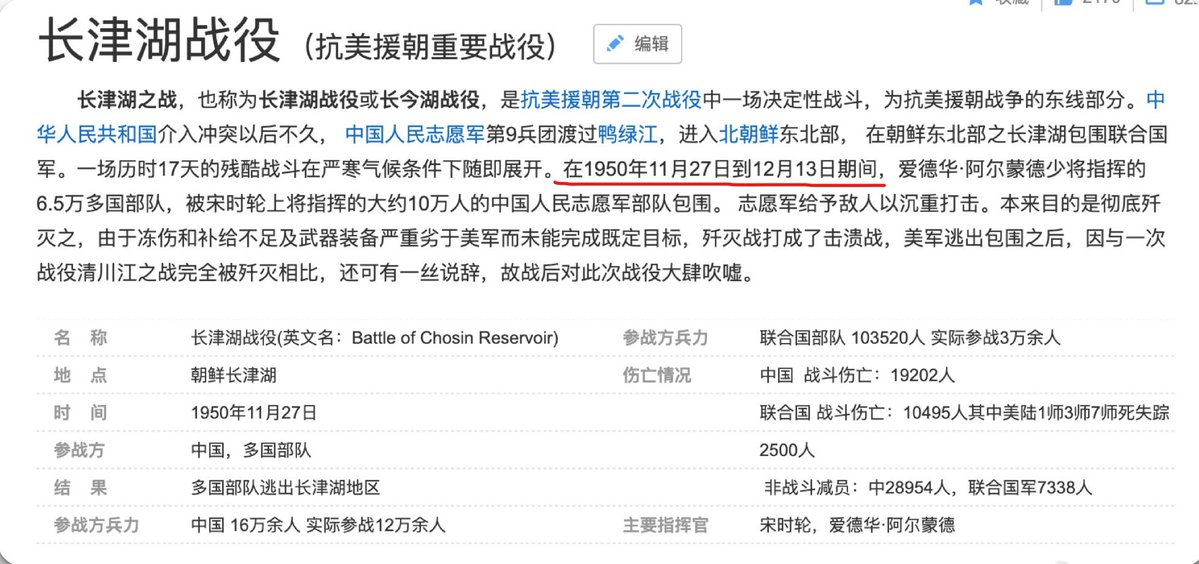 长津湖战役（抗美援朝重要战役） 编辑
长津湖之战，也称为长津湖战役或长今湖战役，是抗美援朝第二次战役中一场决定性战斗，为抗美援朝战争的东线部分。中
华人民共和国介入冲突以后不久， 中国人民志愿军第9兵团渡过鸭绿江，进入北朝鲜东北部， 在朝鲜东北部之长津湖包围联合国
军。一场历时17天的残酷战斗在严寒气候条件下随即展开。在1950年11月27日到12月13日期间，爱德华·阿尔蒙德少将指挥的
6.5万多国部队，被宋时轮上将指挥的大约10万人的中国人民志愿军部队包围。 志愿军给予敌人以沉重打击。本来目的是彻底歼
灭之，由于冻伤和补给不足及武器装备严重劣于美军而未能完成既定目标，歼灭战打成了击溃战，美军逃出包围之后，因与一次
战役清川江之战完全被歼灭相比，还可有一丝说辞，故战后对此次战役大肆吹嘘。
名 称 长津湖战役(英文名：Battle of Chosin Reservoir)
地 点 朝鲜长津湖
时 间 1950年11月27日
参战方 中国，多国部队
结 果 多国部队逃出长津湖地区
参战方兵力 中国 16万余人 实际参战12万余人
参战方兵力 联合国部队 103520人 实际参战3万余人
伤亡情况 中国 战斗伤亡：19202人
联合国 战斗伤亡：10495人其中美陆1师3师7师死失踪
2500人
非战斗减员：中28954人，联合国军7338人
主要指挥官 宋时轮，爱德华·阿尔蒙德